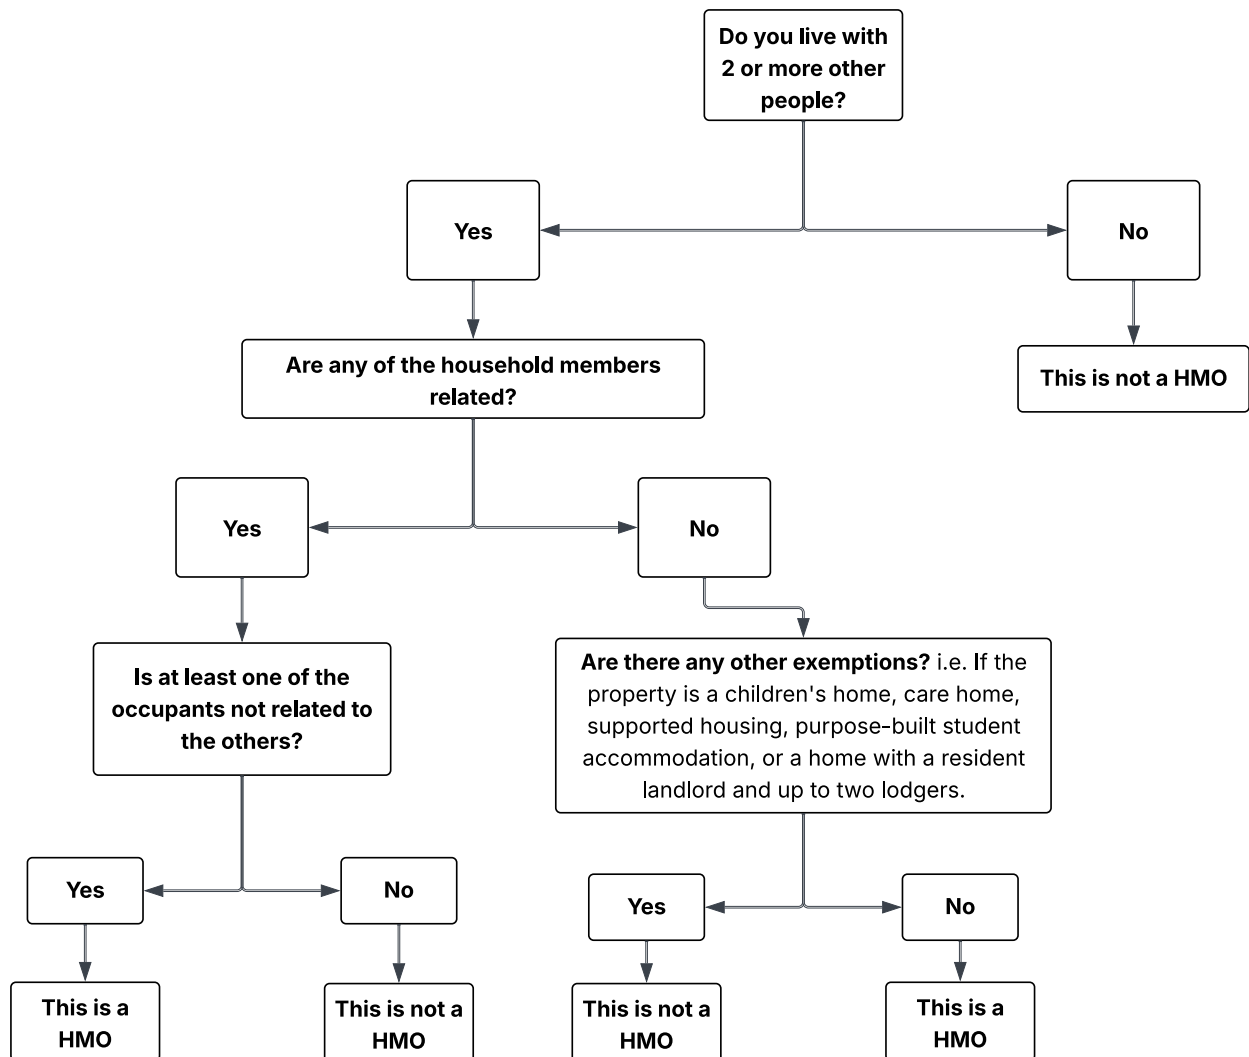 Do you live with
2 or more other
people?
Yes
No
Are any of the household members
related?
This is not a HMO
Yes
No
Is at least one of the
occupants not related to
the others?
Are there any other exemptions? i.e. If the
property is a children's home, care home,
supported housing, purpose-built student
accommodation, or a home with a resident
landlord and up to two lodgers.
Yes
No
Yes
No
This is a
HMO
This is not a
HMO
This is not a
HMO
This is a
HMO